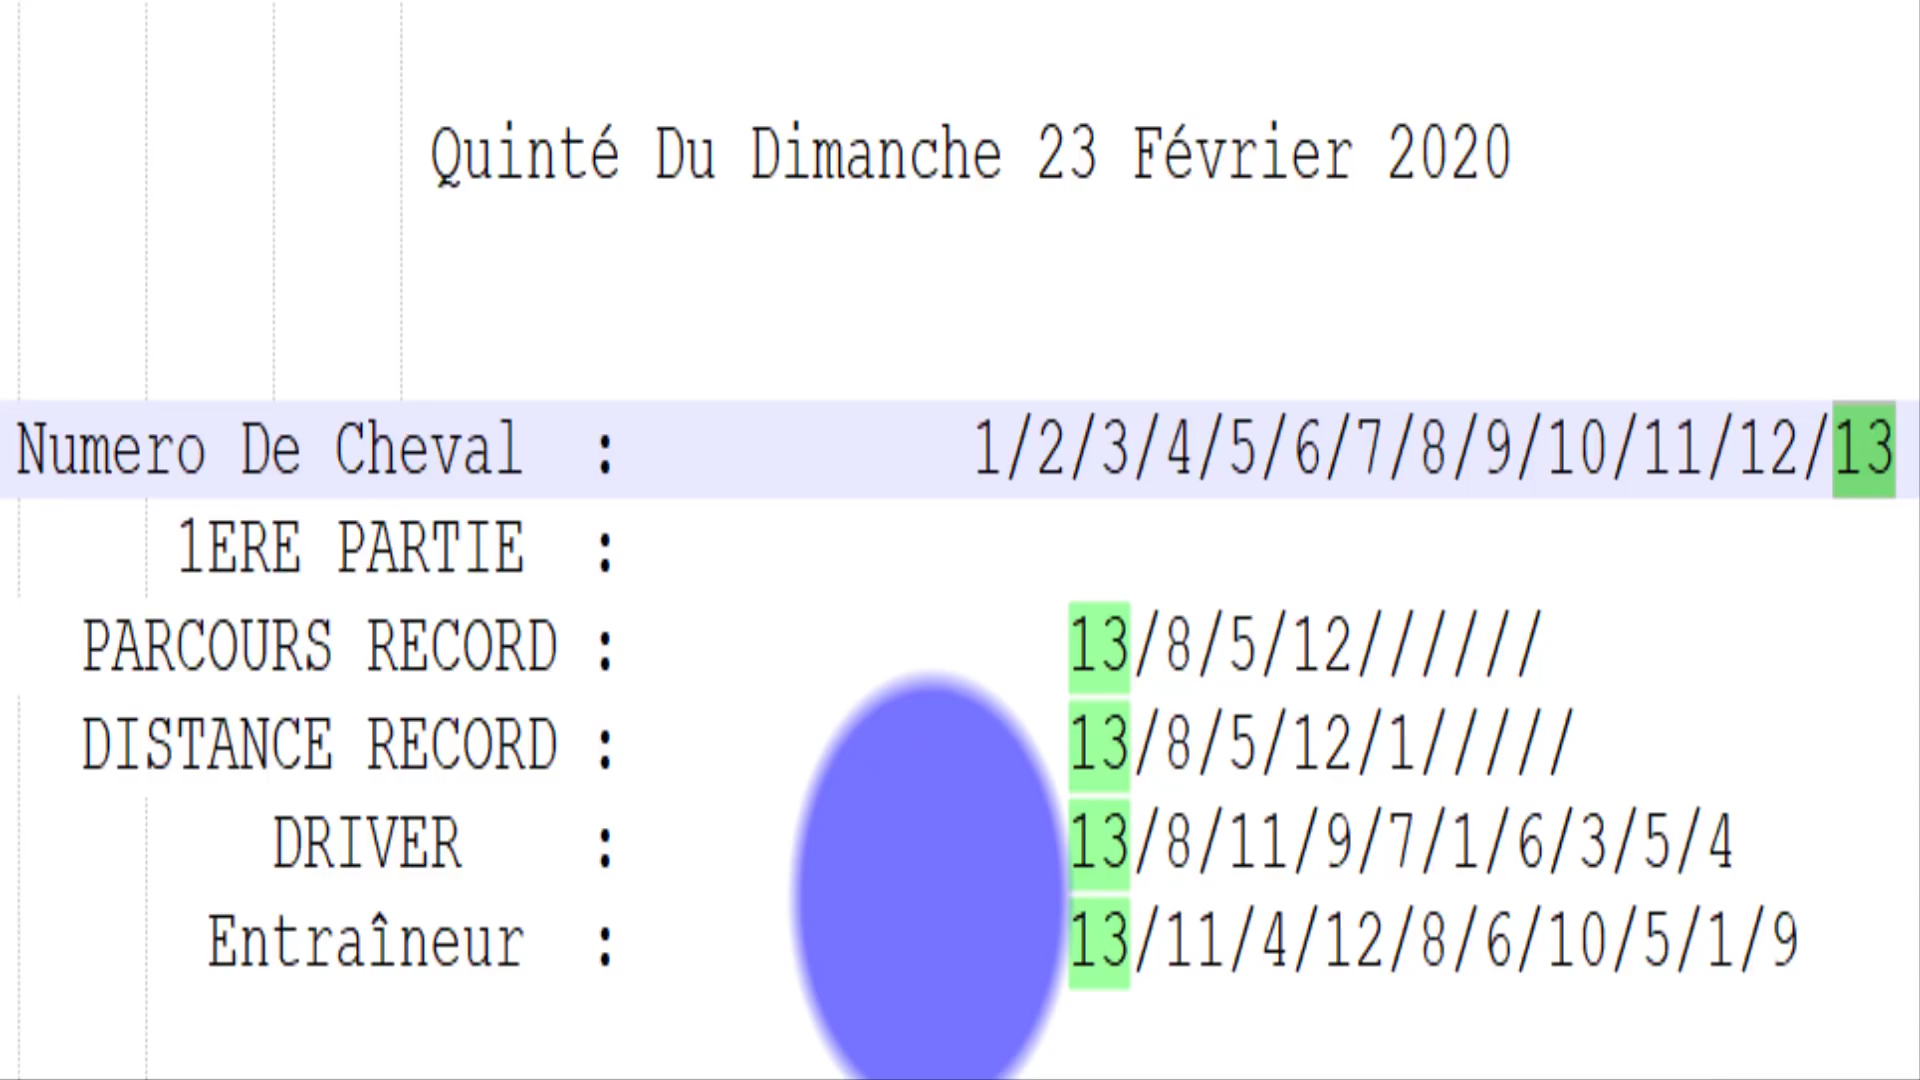 Quinté Du Dimanche 23 Février 2020
Numero De Cheval : 1/2/3/4/5/6/7/8/9/10/11/12/13
1ERE PARTIE :
PARCOURS RECORD : 13/8/5/12//////
DISTANCE RECORD : 13/8/5/12/1/////
DRIVER : 13/8/11/9/7/1/6/3/5/4
Entraîneur : 13/11/4/12/8/6/10/5/1/9